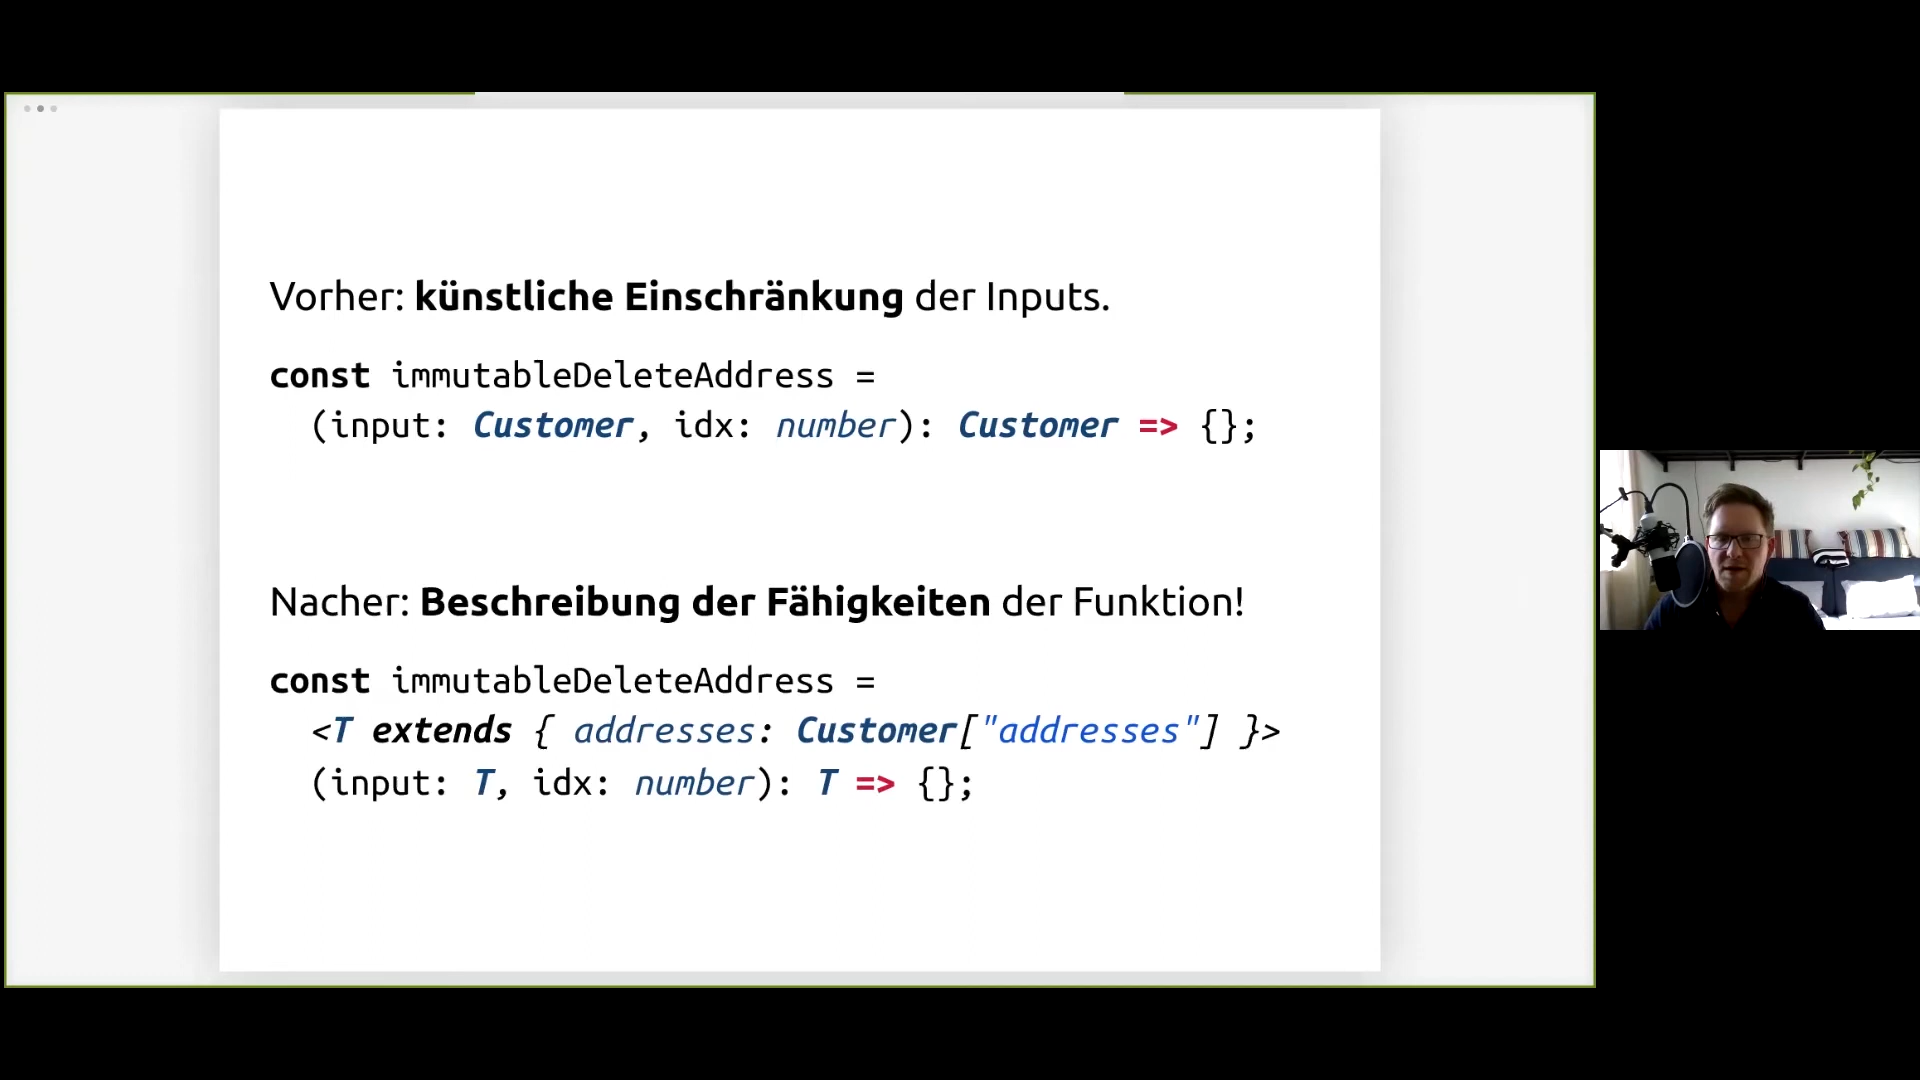 Vorher: künstliche Einschränkung der Inputs.
const immutableDeleteAddress =
(input: Customer, idx: number): Customer => {};
Nacher: Beschreibung der Fähigkeiten der Funktion!
const immutableDeleteAddress =
<T extends { addresses: Customer["addresses"] }>
(input: T, idx: number): T => {};